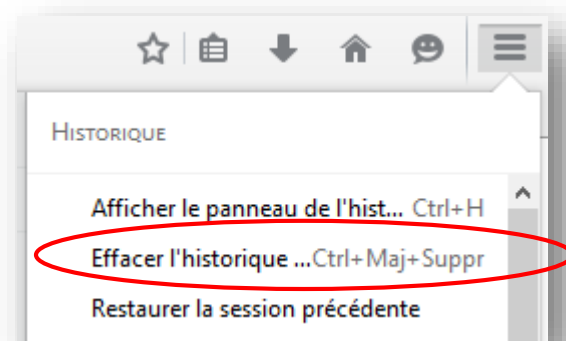 HISTORIQUE
Afficher le panneau de l'hist... Ctrl+H
Effacer l'historique ...Ctrl+Maj+Suppr
Restaurer la session précédente